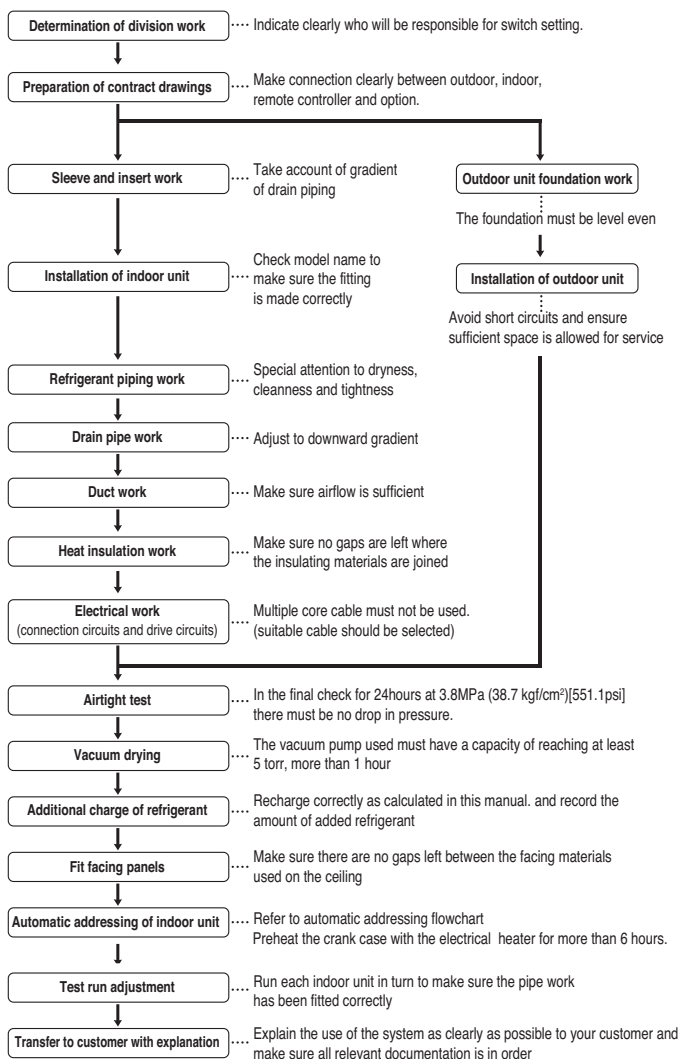 Determination of division work
Indicate clearly who will be responsible for switch setting.
Preparation of contract drawings
Make connection clearly between outdoor, indoor,
remote controller and option.
Sleeve and insert work
Take account of gradient
of drain piping
Outdoor unit foundation work
The foundation must be level even
Installation of indoor unit
Check model name to
make sure the fitting
is made correctly
Installation of outdoor unit
Avoid short circuits and ensure
sufficient space is allowed for service
Refrigerant piping work
Special attention to dryness,
cleanness and tightness
Drain pipe work
Adjust to downward gradient
Duct work
Make sure airflow is sufficient
Heat insulation work
Make sure no gaps are left where
the insulating materials are joined
Electrical work
(connection circuits and drive circuits)
Multiple core cable must not be used.
(suitable cable should be selected)
Airtight test
In the final check for 24hours at 3.8MPa (38.7 kgf/cm²)[551.1psi]
there must be no drop in pressure.
Vacuum drying
The vacuum pump used must have a capacity of reaching at least
5 torr, more than 1 hour
Additional charge of refrigerant
Recharge correctly as calculated in this manual. and record the
amount of added refrigerant
Fit facing panels
Make sure there are no gaps left between the facing materials
used on the ceiling
Automatic addressing of indoor unit
Refer to automatic addressing flowchart
Preheat the crank case with the electrical heater for more than 6 hours.
Test run adjustment
Run each indoor unit in turn to make sure the pipe work
has been fitted correctly
Transfer to customer with explanation
Explain the use of the system as clearly as possible to your customer and
make sure all relevant documentation is in order